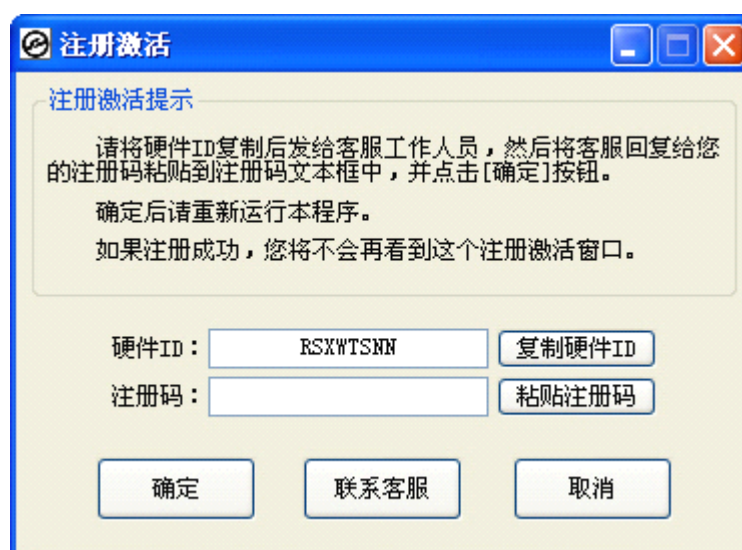 注册激活
注册激活提示
请将硬件ID复制后发给客服工作人员，然后将客服回复给您
的注册码粘贴到注册码文本框中，并点击[确定]按钮。
确定后请重新运行本程序。
如果注册成功，您将不会再看到这个注册激活窗口。
硬件ID： RSXWTSNN 复制硬件ID
注册码： 粘贴注册码
确定 联系客服 取消